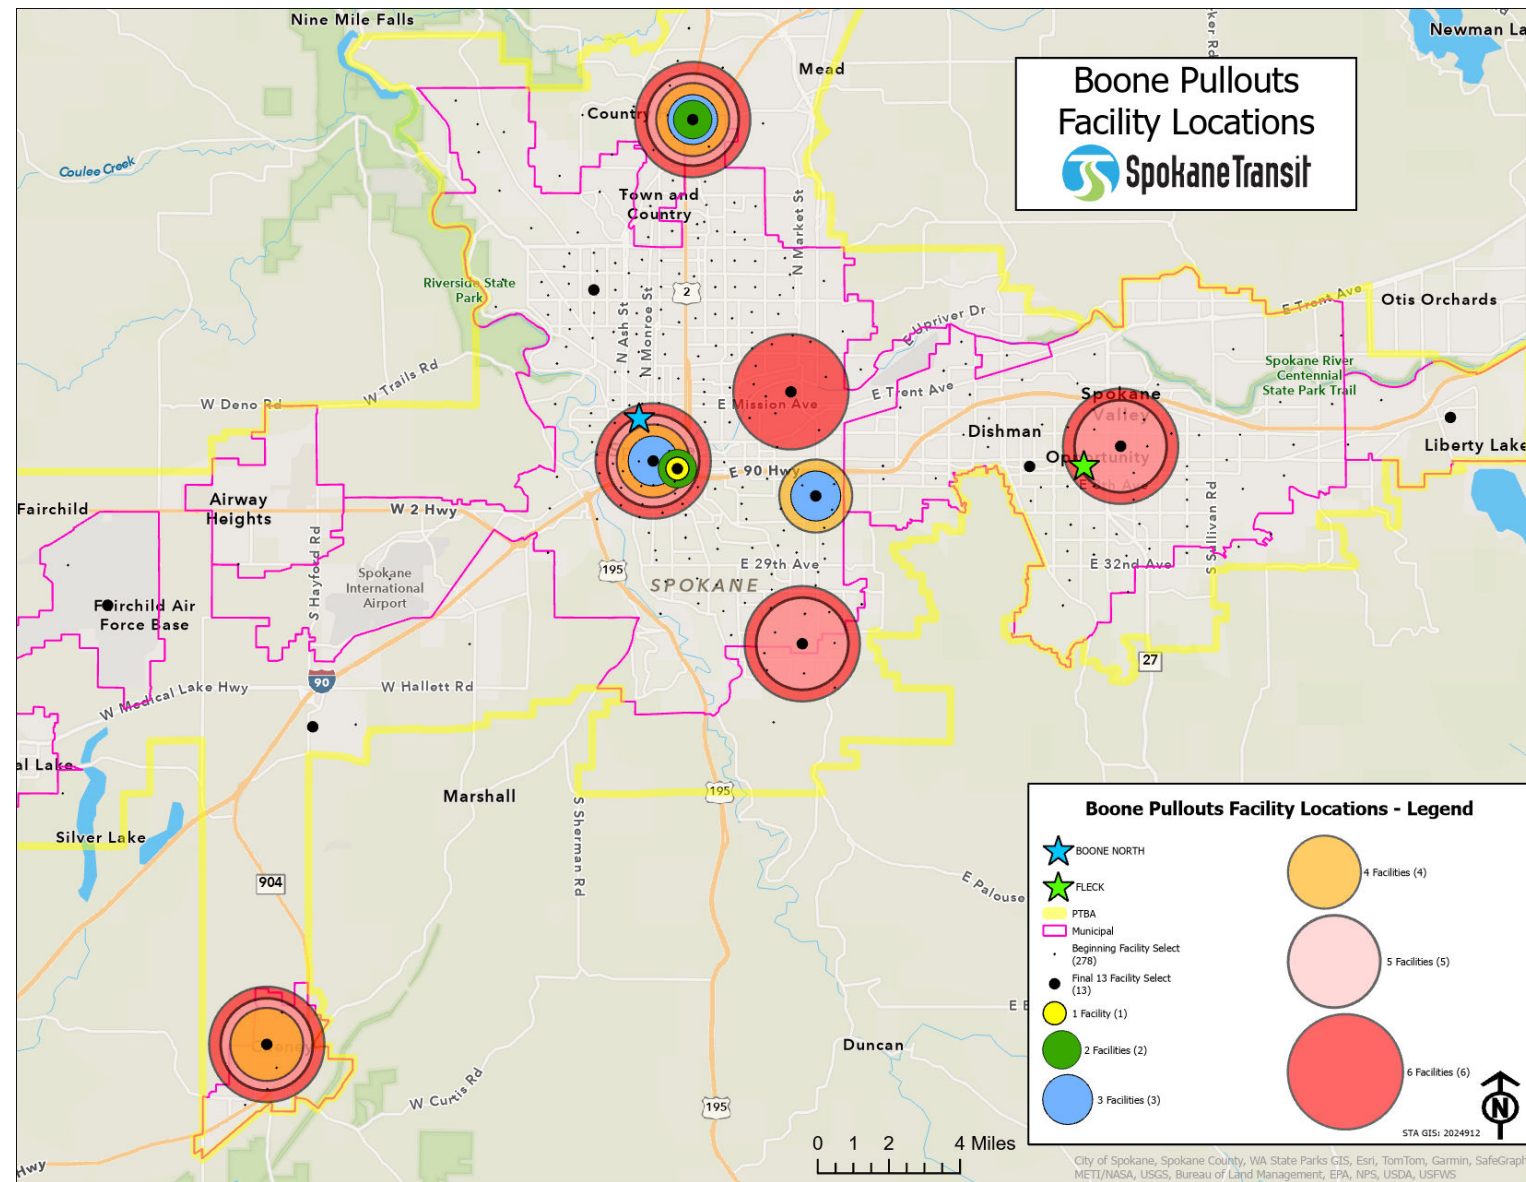 Nine Mile Falls
Newman La
Mead
Boone Pullouts
Facility Locations
SpokaneTransit
Country
Coulee Creek
Town and
Country
N Market St
Riverside State
Park
2
E Trent Ave
Otis Orchards
N Ash St
N Monroe St
E Upriver Dr
Spokane River
Centennial
State Park Trail
W Trails Rd
W Deno Rd
E Mission Ave
E Trent Ave
Spokane
Valley
Dishman
Opportunity
Liberty Lake
E 90 Hwy
Fairchild
Airway
Heights
W 2 Hwy
S Hayford Rd
S Sullivan Rd
Spokane
International
Airport
195
E 29th Ave
E 32nd Ave
SPOKANE
Fairchild Air
Force Base
27
90
W Medical Lake Hwy
W Hallett Rd
al Lake
Marshall
195
Silver Lake
S Sherman Rd
904
E Palouse
Boone Pullouts Facility Locations - Legend
BOONE NORTH
FLECK
PTBA
Municipal
Beginning Facility Select
(278)
Final 13 Facility Select
(13)
1 Facility (1)
2 Facilities (2)
3 Facilities (3)
4 Facilities (4)
5 Facilities (5)
6 Facilities (6)
N
STA GIS: 2024912
Cheney
Duncan
W Curtis Rd
195
0 1 2 4 Miles
Hwy
City of Spokane, Spokane County, WA State Parks GIS, Esri, TomTom, Garmin, SafeGraph
METI/NASA, USGS, Bureau of Land Management, EPA, NPS, USDA, USFWS